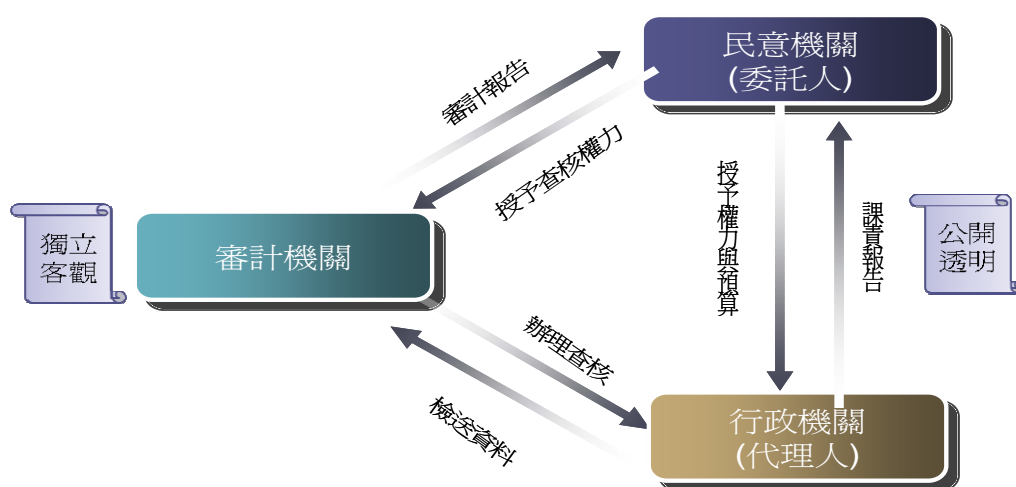 民意機關
(委託人)
審計報告
授予查核權力
授予權力與預算
課責報告
獨立
客觀
審計機關
公開
透明
辦理查核
檢送資料
行政機關
(代理人)